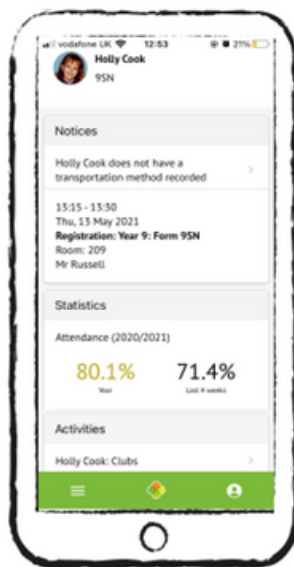 vodafone UK 12:53 21%
Holly Cook
9SN
Notices
Holly Cook does not have a
transportation method recorded
13:15 - 13:30
Thu, 13 May 2021
Registration: Year 9: Form 9SN
Room: 209
Mr Russell
Statistics
Attendance (2020/2021)
80.1% 71.4%
Year Last 4 weeks
Activities
Holly Cook: Clubs